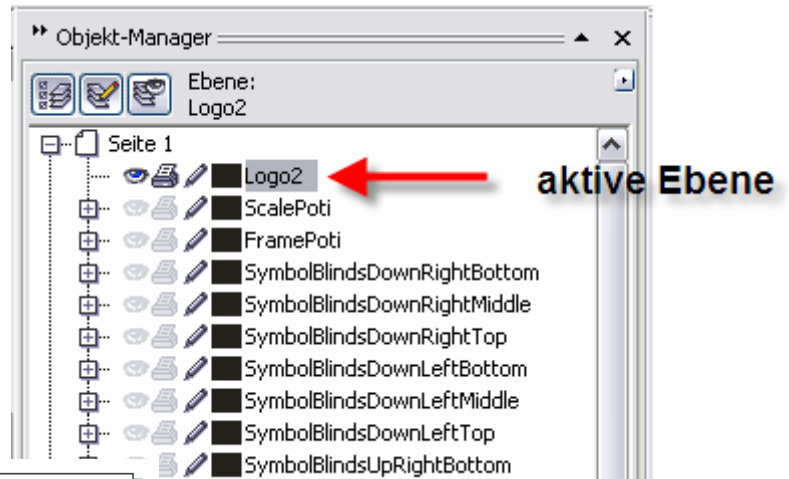 Objekt-Manager
Ebene:
Logo2
Seite 1
Logo2
aktive Ebene
ScalePoti
FramePoti
SymbolBlindsDownRightBottom
SymbolBlindsDownRightMiddle
SymbolBlindsDownRightTop
SymbolBlindsDownLeftBottom
SymbolBlindsDownLeftMiddle
SymbolBlindsDownLeftTop
SymbolBlindsUpRightBottom